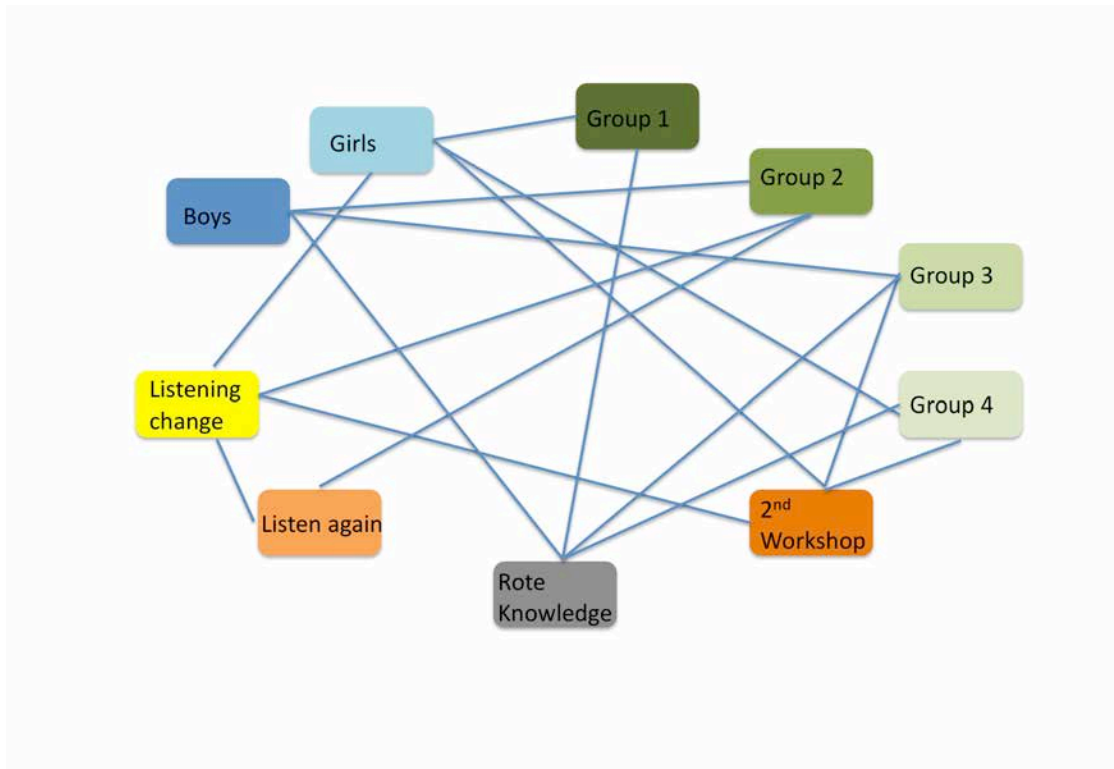 Girls
Group 1
Group 2
Boys
Group 3
Listening
change
Group 4
Listen again
2nd
Workshop
Rote
Knowledge